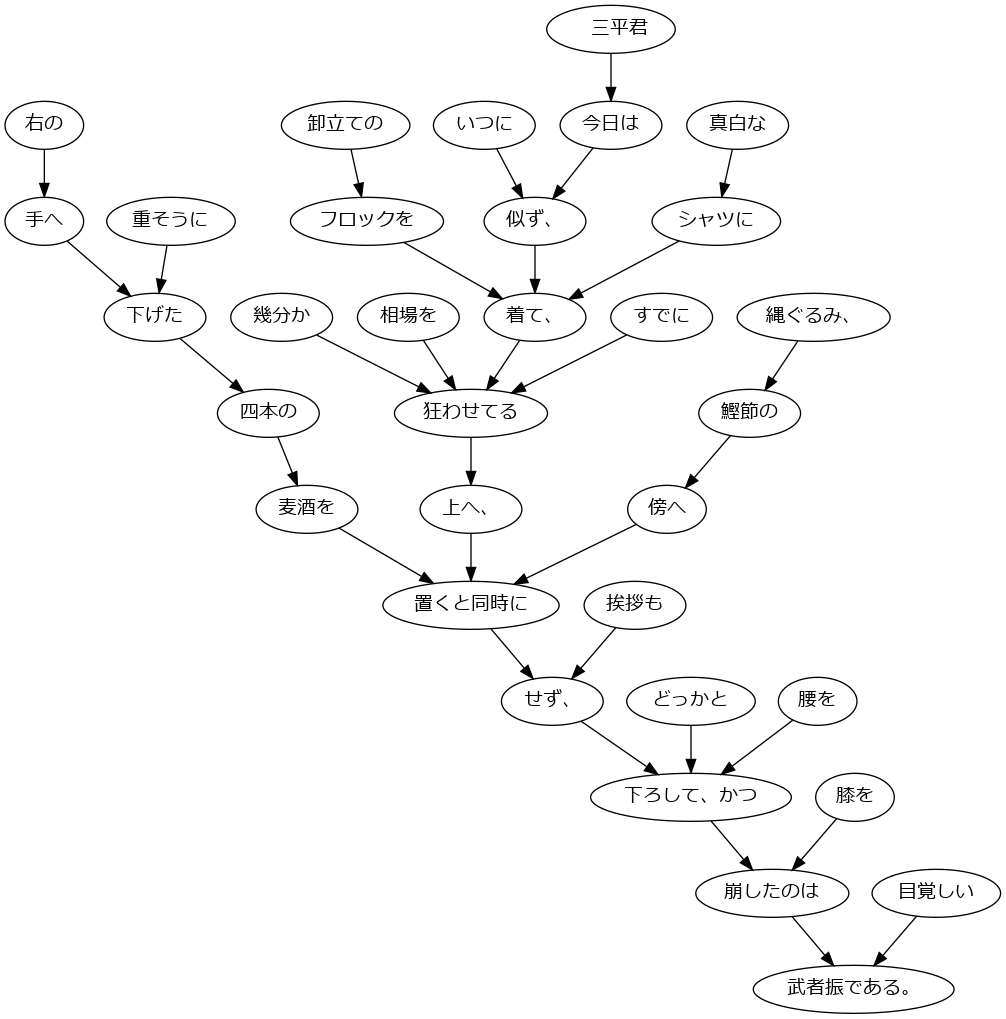 三平君
右の
卸立ての
いつに
今日は
真白な
手へ
重そうに
フロックを
似ず、
シャツに
下げた
幾分か
相場を
着て、
すでに
縄ぐるみ、
四本の
狂わせてる
鰹節の
麦酒を
上へ、
傍へ
置くと同時に
挨拶も
せず、
どっかと
腰を
下ろして、かつ
膝を
崩したのは
目覚しい
武者振である。